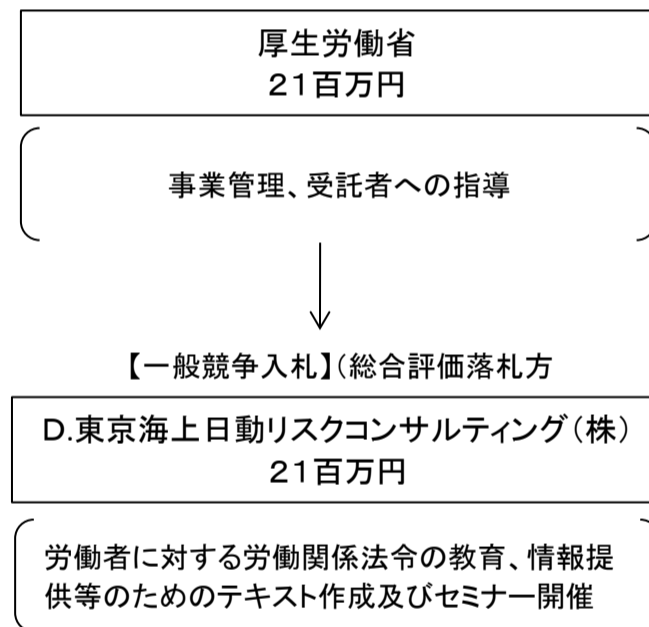 厚生労働省
21百万円
事業管理、受託者への指導
【一般競争入札】(総合評価落札方
D.東京海上日動リスクコンサルティング(株)
21百万円
労働者に対する労働関係法令の教育、情報提
供等のためのテキスト作成及びセミナー開催